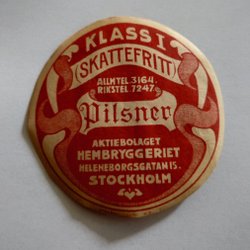 KLASS I
SKATTEFRITT
ALLM.TEL. 3164.
RIKSTEL. 7247.
Pilsner
AKTIEBOLAGET
HEMBRYGGERIET
HELENEBORGSGATAN 15.
STOCKHOLM